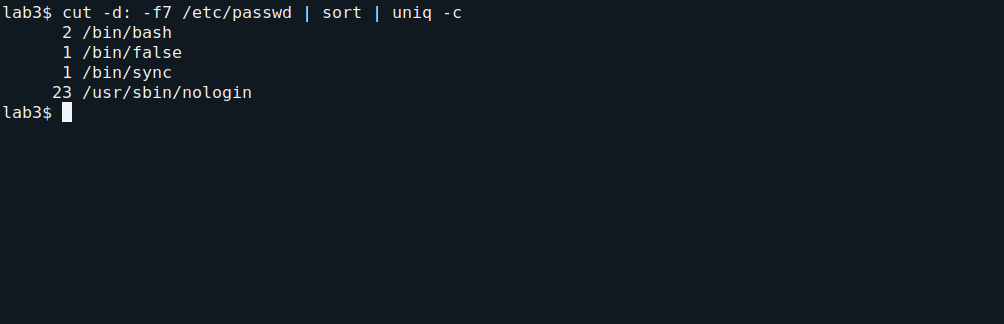 lab3$ cut -d: -f7 /etc/passwd | sort | uniq -c
      2 /bin/bash
      1 /bin/false
      1 /bin/sync
     23 /usr/sbin/nologin
lab3$